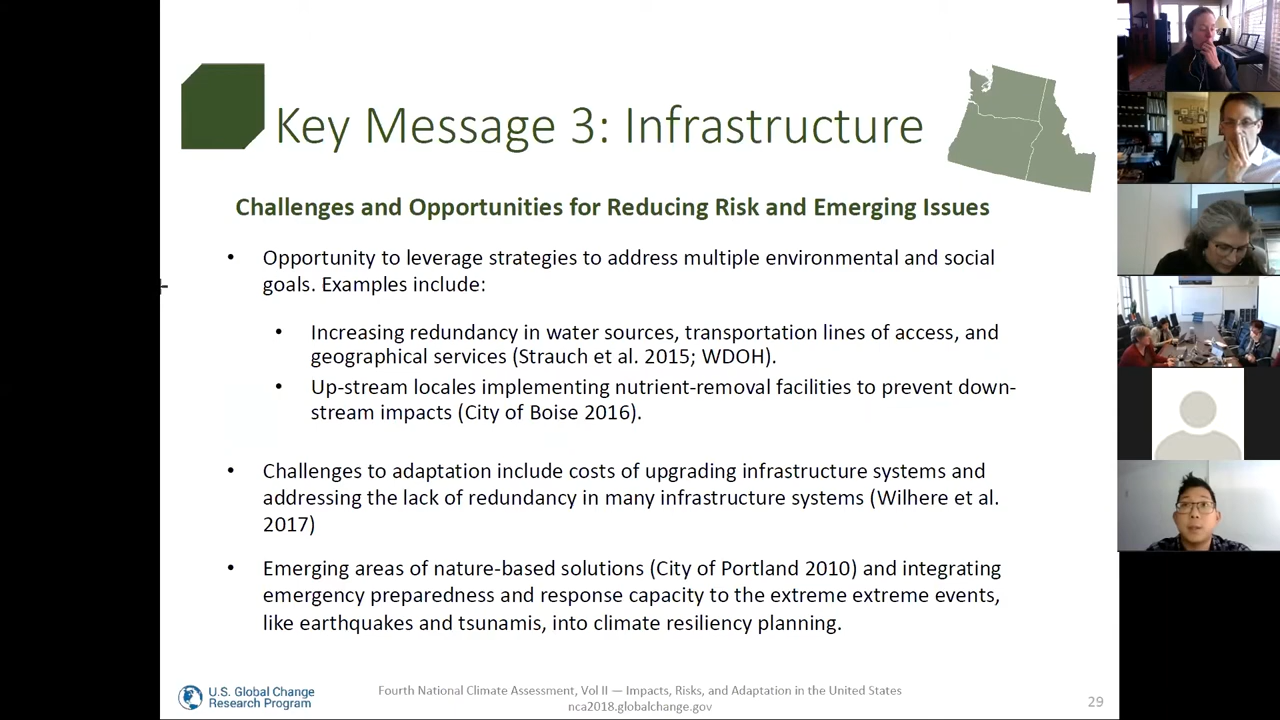 Key Message 3: Infrastructure
Challenges and Opportunities for Reducing Risk and Emerging Issues
• Opportunity to leverage strategies to address multiple environmental and social
goals. Examples include:
• Increasing redundancy in water sources, transportation lines of access, and
geographical services (Strauch et al. 2015; WDOH).
• Up-stream locales implementing nutrient-removal facilities to prevent down-
stream impacts (City of Boise 2016).
• Challenges to adaptation include costs of upgrading infrastructure systems and
addressing the lack of redundancy in many infrastructure systems (Wilhere et al.
2017)
• Emerging areas of nature-based solutions (City of Portland 2010) and integrating
emergency preparedness and response capacity to the extreme extreme events,
like earthquakes and tsunamis, into climate resiliency planning.
U.S. Global Change
Research Program
Fourth National Climate Assessment, Vol II — Impacts, Risks, and Adaptation in the United States
nca2018.globalchange.gov
29